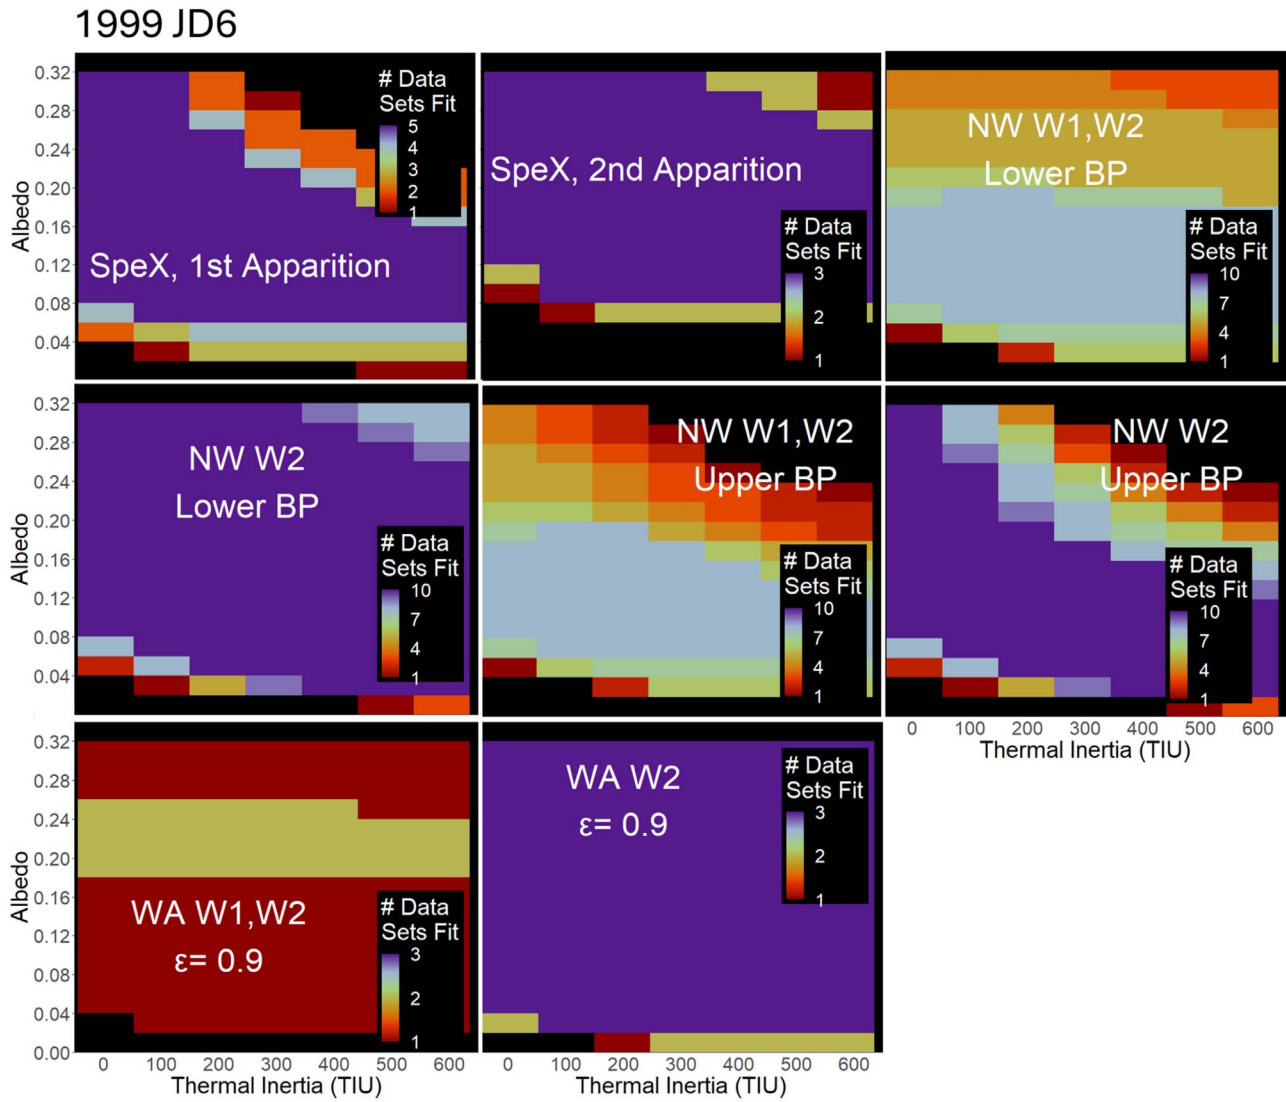 1999 JD6
Albedo
0.32
0.28
0.24
0.20
0.16
0.12
0.08
0.04
# Data
Sets Fit
5
4
3
2
1
SpeX, 1st Apparition
SpeX, 2nd Apparition
# Data
Sets Fit
3
2
1
NW W1,W2
Lower BP
# Data
Sets Fit
10
7
4
1
Albedo
0.32
0.28
0.24
0.20
0.16
0.12
0.08
0.04
NW W2
Lower BP
# Data
Sets Fit
10
7
4
1
NW W1,W2
Upper BP
# Data
Sets Fit
10
7
4
1
NW W2
Upper BP
# Data
Sets Fit
10
7
4
1
0 100 200 300 400 500 600
Thermal Inertia (TIU)
Albedo
0.32
0.28
0.24
0.20
0.16
0.12
0.08
0.04
0.00
WA W1,W2
ε= 0.9
# Data
Sets Fit
3
2
1
0 100 200 300 400 500 600
Thermal Inertia (TIU)
WA W2
ε= 0.9
# Data
Sets Fit
3
2
1
0 100 200 300 400 500 600
Thermal Inertia (TIU)